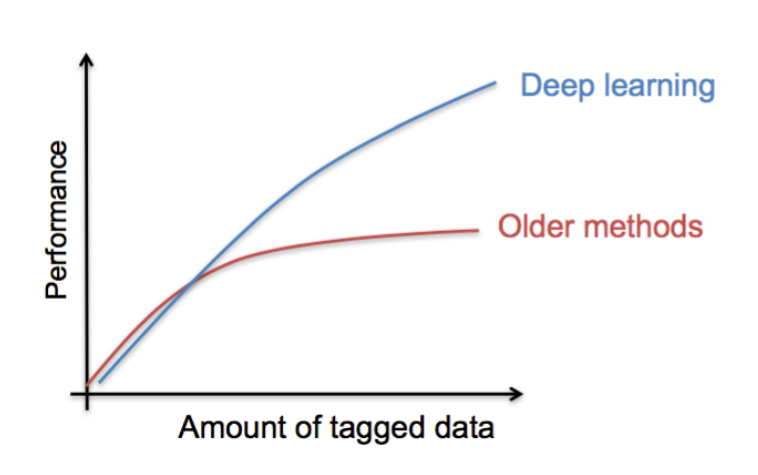 Deep learning
Older methods
Performance
Amount of tagged data